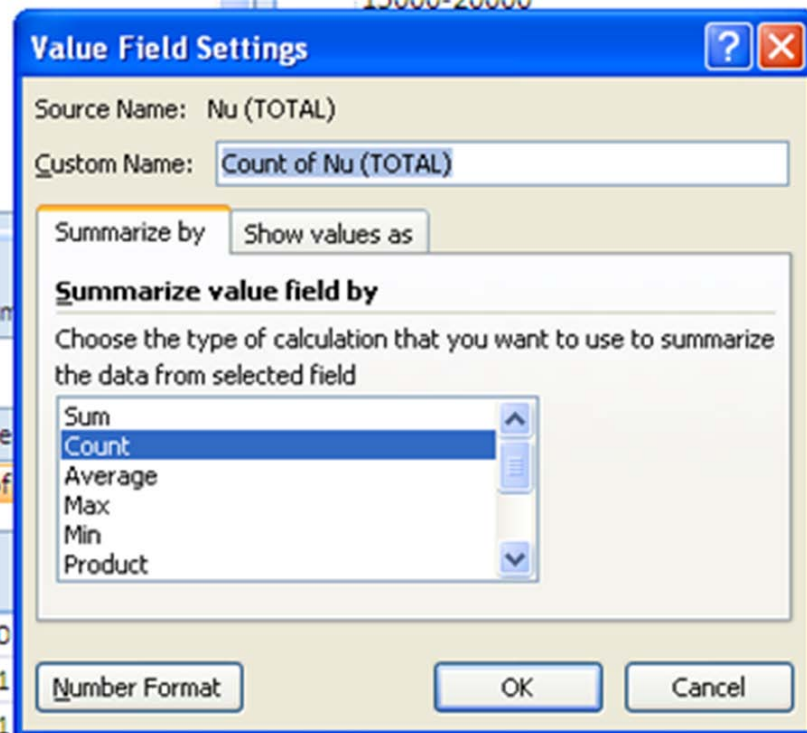 15000-20000
Value Field Settings
Source Name: Nu (TOTAL)
Custom Name: Count of Nu (TOTAL)
Summarize by Show values as
Summarize value field by
Choose the type of calculation that you want to use to summarize
the data from selected field
Sum
Count
Average
Max
Min
Product
Number Format OK Cancel